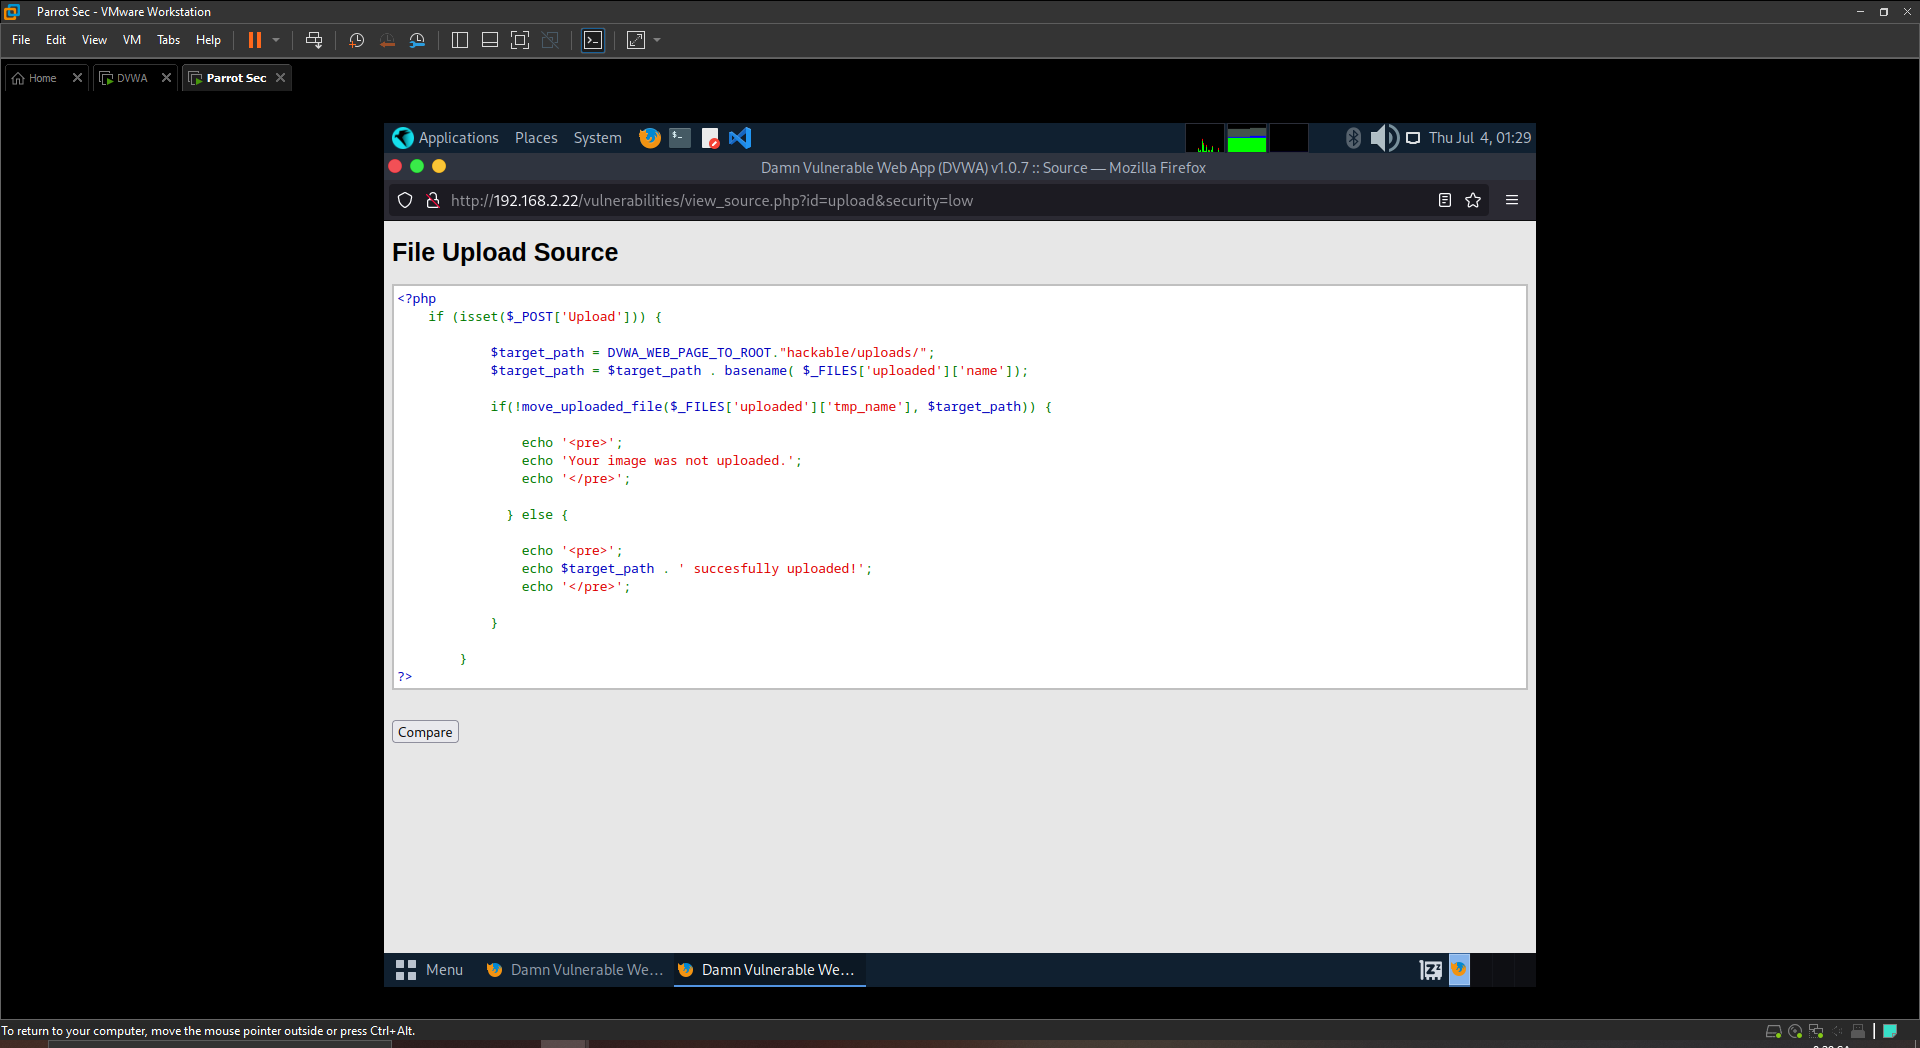 Parrot Sec - VMware Workstation
File Edit View VM Tabs Help
Home DVWA Parrot Sec
Applications Places System Thu Jul 4, 01:29
Damn Vulnerable Web App (DVWA) v1.0.7 :: Source — Mozilla Firefox
http://192.168.2.22/vulnerabilities/view_source.php?id=upload&security=low
File Upload Source
<?php
    if (isset($_POST['Upload'])) {
            $target_path = DVWA_WEB_PAGE_TO_ROOT."hackable/uploads/";
            $target_path = $target_path . basename( $_FILES['uploaded']['name']);
            if(!move_uploaded_file($_FILES['uploaded']['tmp_name'], $target_path)) {
                echo '<pre>';
                echo 'Your image was not uploaded.';
                echo '</pre>';
              } else {
                echo '<pre>';
                echo $target_path . ' succesfully uploaded!';
                echo '</pre>';
            }
        }
?>
Compare
Menu Damn Vulnerable We... Damn Vulnerable We...
To return to your computer, move the mouse pointer outside or press Ctrl+Alt.